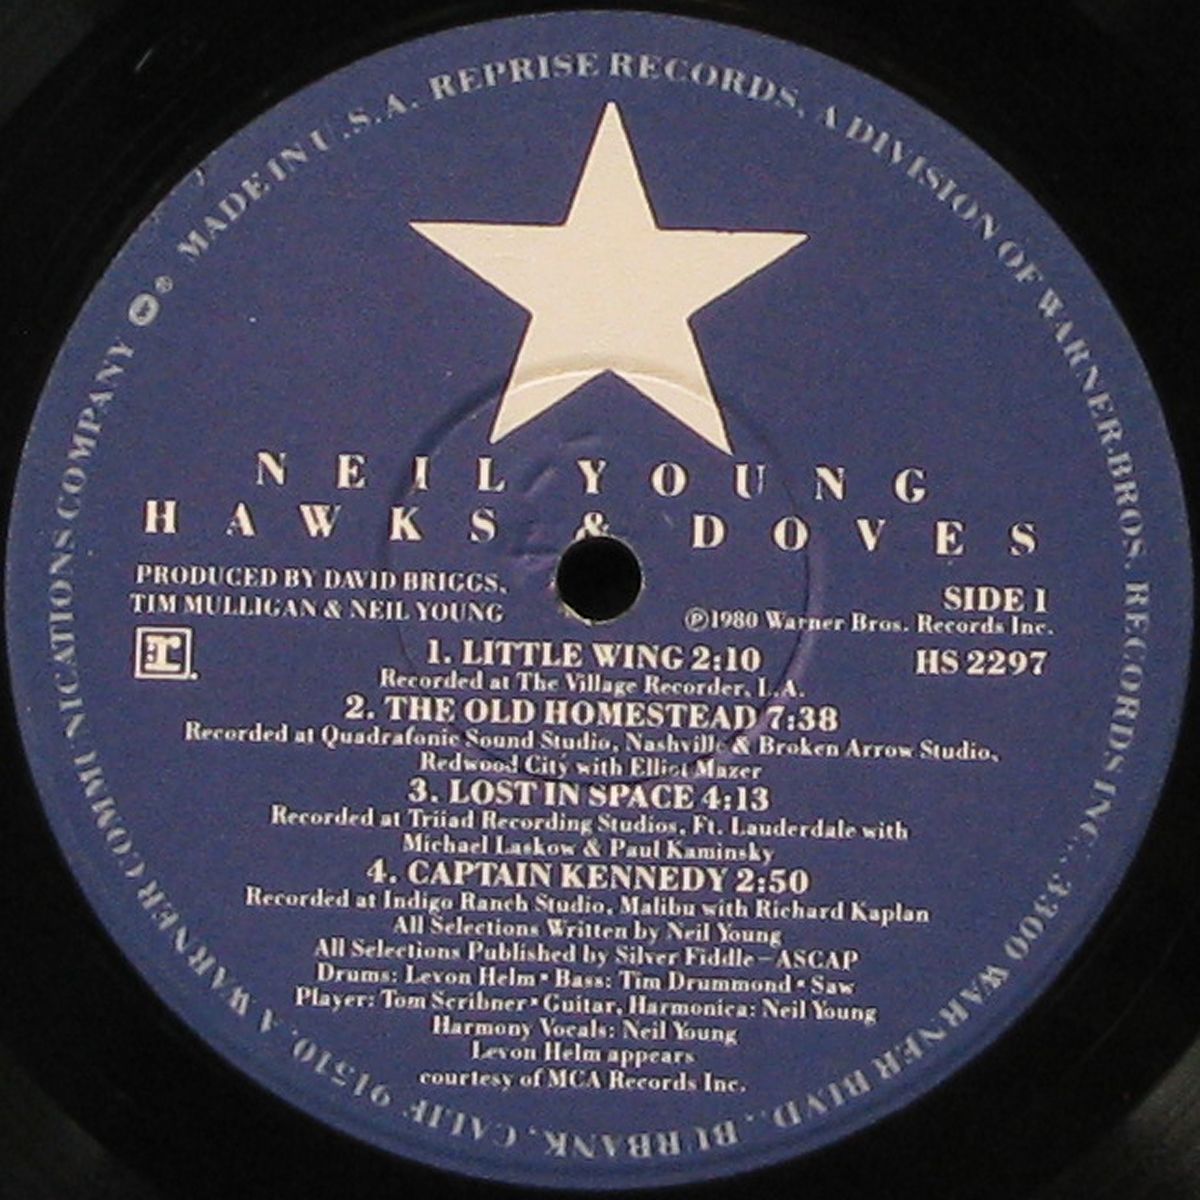 MADE IN U.S.A. REPRISE RECORDS, A DIVISION OF WARNER BROS. RECORDS INC., 3300 WARNER BLVD., BURBANK, CALIF. 91510, A WARNER COMMUNICATIONS COMPANY ®
NEIL YOUNG
HAWKS & DOVES
PRODUCED BY DAVID BRIGGS,
TIM MULLIGAN & NEIL YOUNG
SIDE 1
℗1980 Warner Bros. Records Inc.
r.
HS 2297
1. LITTLE WING 2:10
Recorded at The Village Recorder, L.A.
2. THE OLD HOMESTEAD 7:38
Recorded at Quadrafonic Sound Studio, Nashville & Broken Arrow Studio,
Redwood City with Elliot Mazer
3. LOST IN SPACE 4:13
Recorded at Triiad Recording Studios, Ft. Lauderdale with
Michael Laskow & Paul Kaminsky
4. CAPTAIN KENNEDY 2:50
Recorded at Indigo Ranch Studio, Malibu with Richard Kaplan
All Selections Written by Neil Young
All Selections Published by Silver Fiddle—ASCAP
Drums: Levon Helm • Bass: Tim Drummond • Saw
Player: Tom Scribner • Guitar, Harmonica: Neil Young
Harmony Vocals: Neil Young
Levon Helm appears
courtesy of MCA Records Inc.